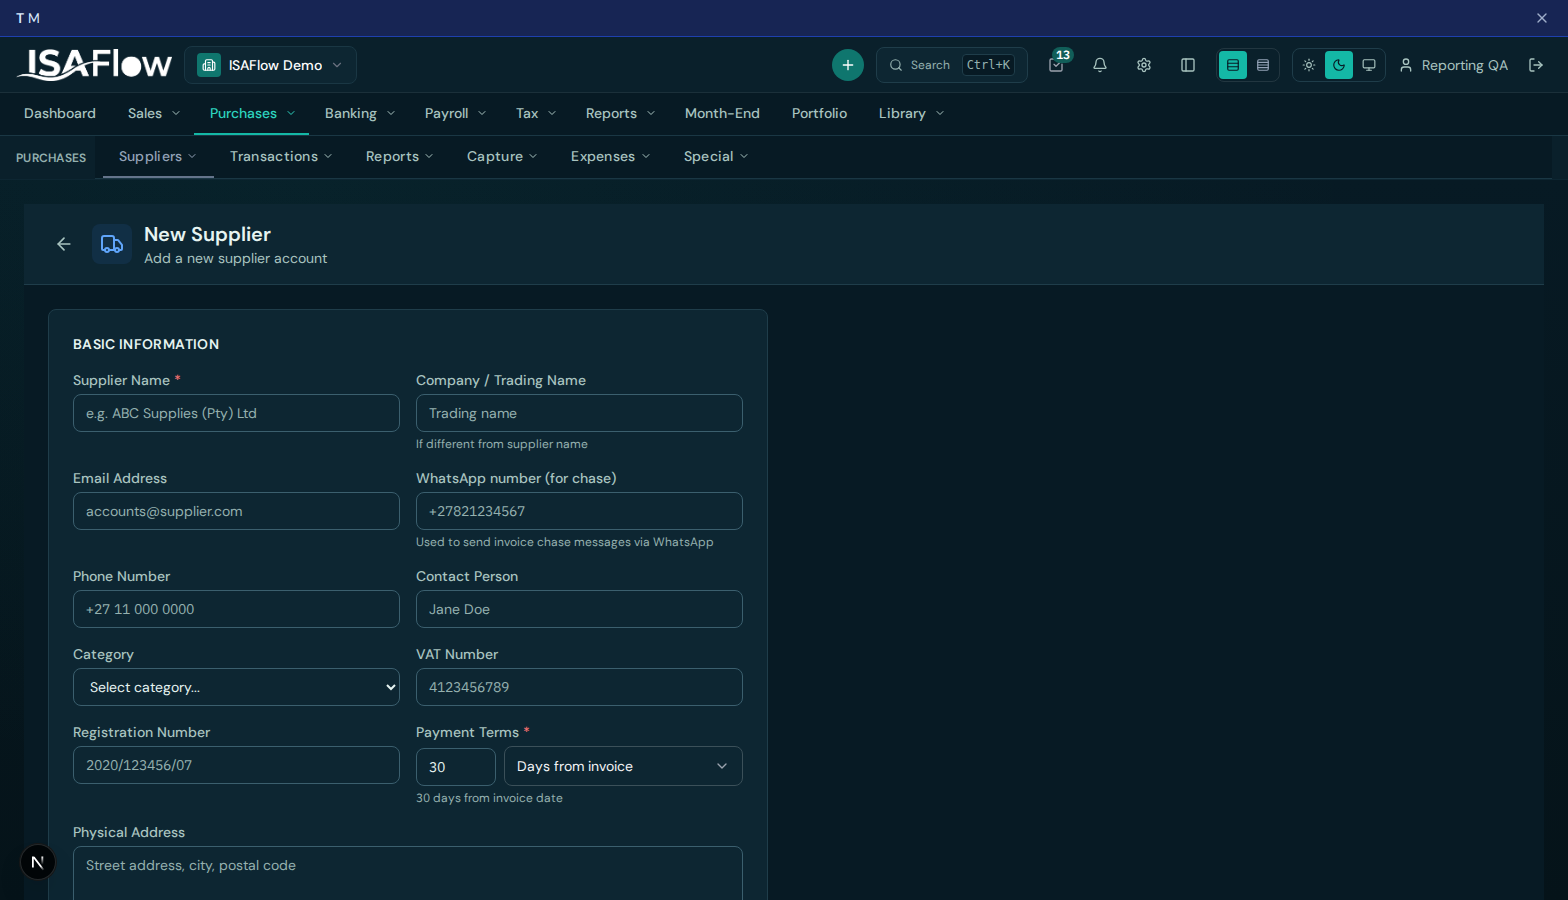 T M
ISAFlow
ISAFlow Demo
Search Ctrl+K
13
Reporting QA
Dashboard Sales Purchases Banking Payroll Tax Reports Month-End Portfolio Library
PURCHASES Suppliers Transactions Reports Capture Expenses Special
New Supplier
Add a new supplier account
BASIC INFORMATION
Supplier Name * Company / Trading Name
e.g. ABC Supplies (Pty) Ltd Trading name
If different from supplier name
Email Address WhatsApp number (for chase)
accounts@supplier.com +27821234567
Used to send invoice chase messages via WhatsApp
Phone Number Contact Person
+27 11 000 0000 Jane Doe
Category VAT Number
Select category... 4123456789
Registration Number Payment Terms *
2020/123456/07 30 Days from invoice
30 days from invoice date
Physical Address
Street address, city, postal code
N